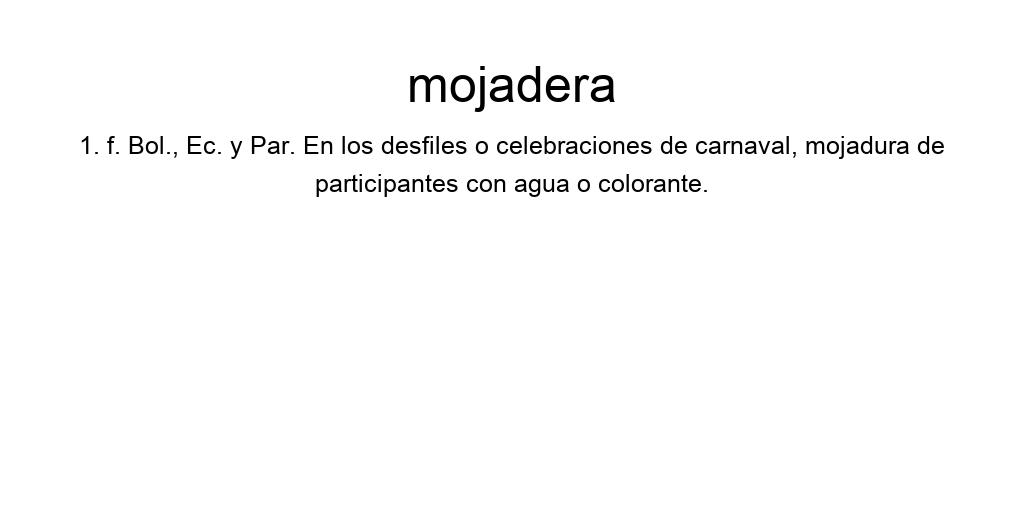 mojadera
1. f. Bol., Ec. y Par. En los desfiles o celebraciones de carnaval, mojadura de
participantes con agua o colorante.